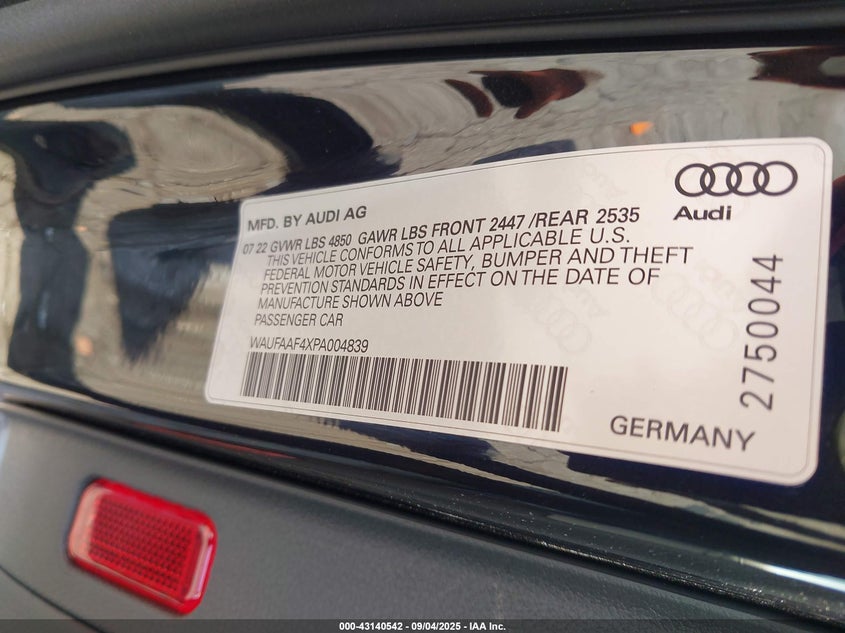 Audi
MFD. BY AUDI AG
07 22 GVWR LBS 4850 GAWR LBS FRONT 2447 /REAR 2535
THIS VEHICLE CONFORMS TO ALL APPLICABLE U.S.
FEDERAL MOTOR VEHICLE SAFETY, BUMPER AND THEFT
PREVENTION STANDARDS IN EFFECT ON THE DATE OF
MANUFACTURE SHOWN ABOVE
PASSENGER CAR
WAUFAAF4XPA004839
GERMANY
2750044
000-43140542 - 09/04/2025 - IAA Inc.